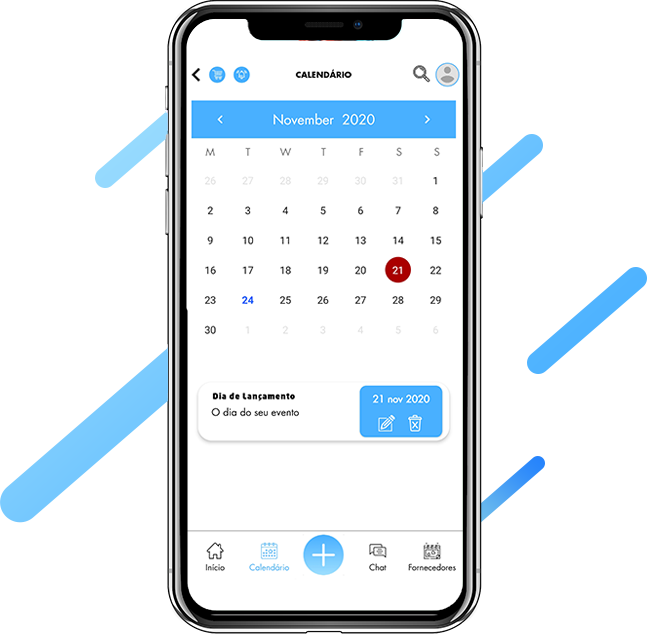 CALENDÁRIO
November 2020
M T W T F S S
26 27 28 29 30 31 1
2 3 4 5 6 7 8
9 10 11 12 13 14 15
16 17 18 19 20 21 22
23 24 25 26 27 28 29
30 1 2 3 4 5 6
Dia de Lançamento
O dia do seu evento
21 nov 2020
Início Calendário Chat Fornecedores